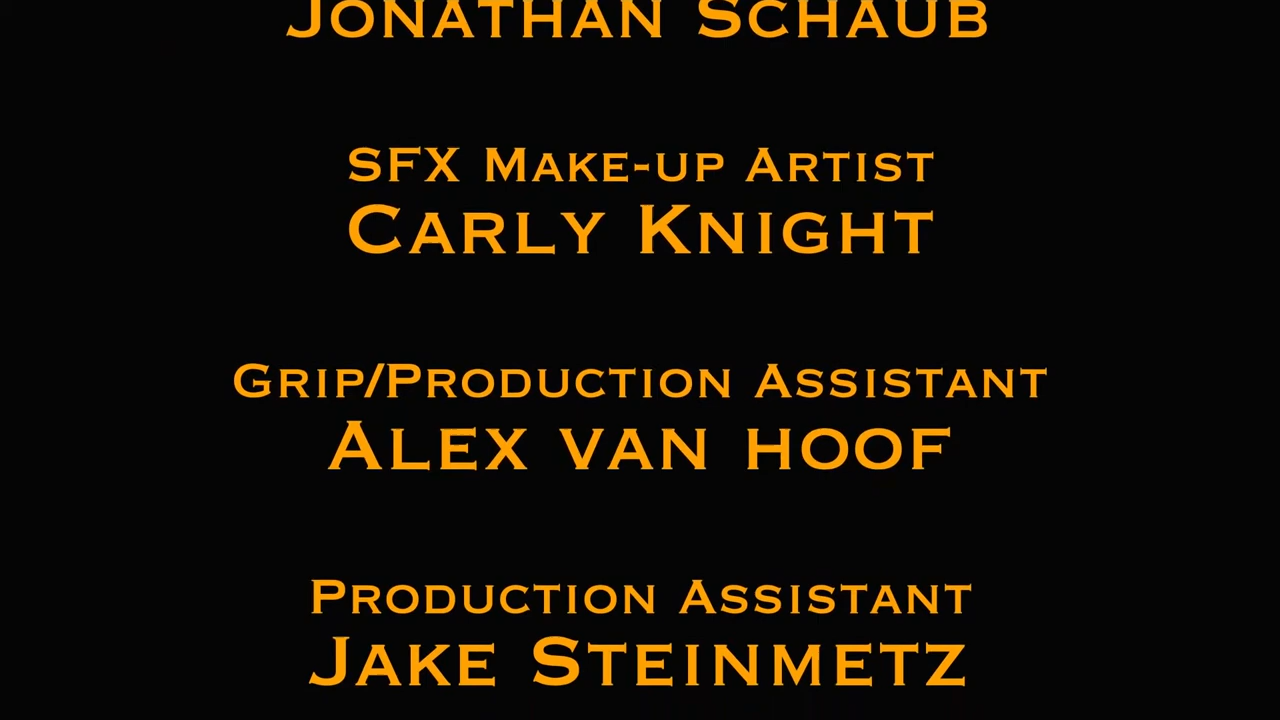 JONATHAN SCHAUB
SFX MAKE-UP ARTIST
CARLY KNIGHT
GRIP/PRODUCTION ASSISTANT
ALEX VAN HOOF
PRODUCTION ASSISTANT
JAKE STEINMETZ